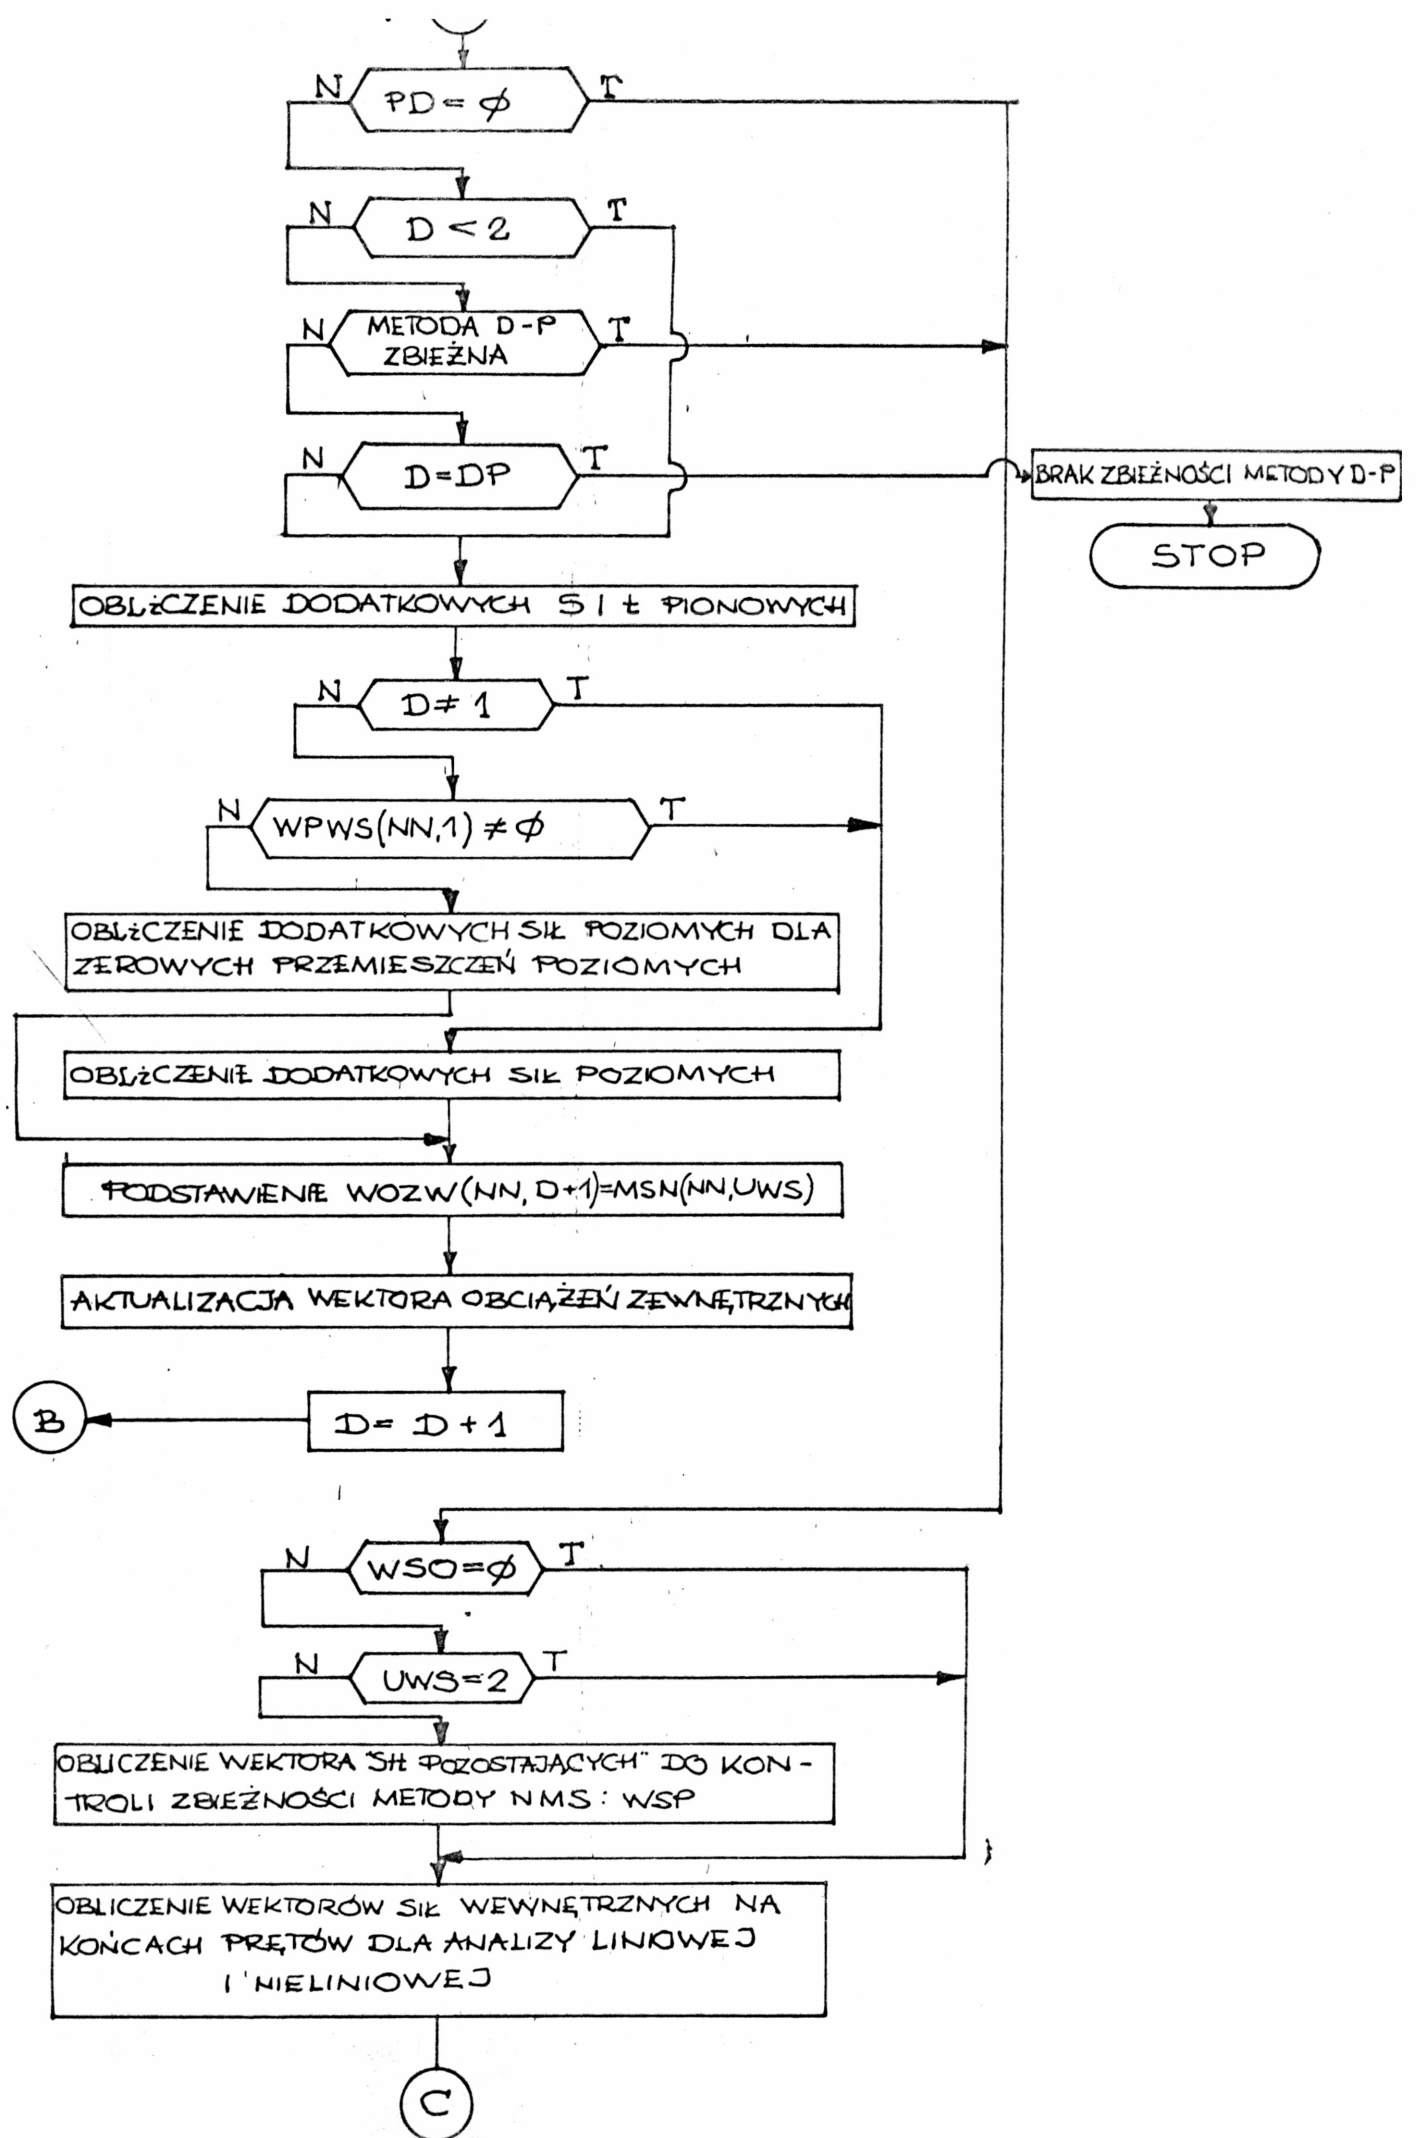 N
PD = ∅
T
N
D < 2
T
N
METODA D-P
ZBIEŻNA
T
N
D=DP
T
BRAK ZBIEŻNOŚCI METODY D-P
STOP
OBLiCZENIE DODATKOWYCH SIŁ PIONOWYCH
N
D≠ 1
T
N
WPWS(NN,1) ≠ ∅
T
OBLiCZENIE DODATKOWYCH SIŁ POZIOMYCH DLA
ZEROWYCH PRZEMIESZCZEŃ POZIOMYCH
OBLiCZENIE DODATKOWYCH SIŁ POZIOMYCH
PODSTAWIENIE WOZW(NN, D+1)=MSN(NN,UWS)
AKTUALIZACJA WEKTORA OBCIĄŻEŃ ZEWNĘTRZNYCH
B
D= D + 1
N
WSO=∅
T
N
UWS=2
T
OBLICZENIE WEKTORA "SIŁ POZOSTAJĄCYCH" DO KON-
TROLI ZBIEŻNOŚCI METODY NMS: WSP
OBLICZENIE WEKTORÓW SIŁ WEWNĘTRZNYCH NA
KOŃCACH PRĘTÓW DLA ANALIZY LINIOWEJ
I NIELINIOWEJ
C